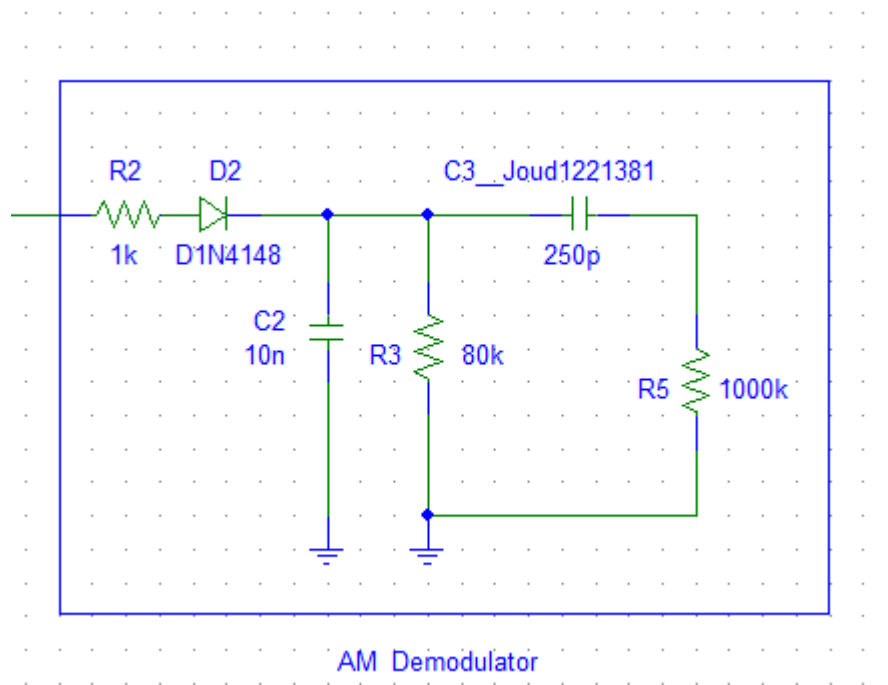 R2
D2
C3__Joud1221381
1k
D1N4148
250p
C2
10n
R3
80k
R5
1000k
AM Demodulator